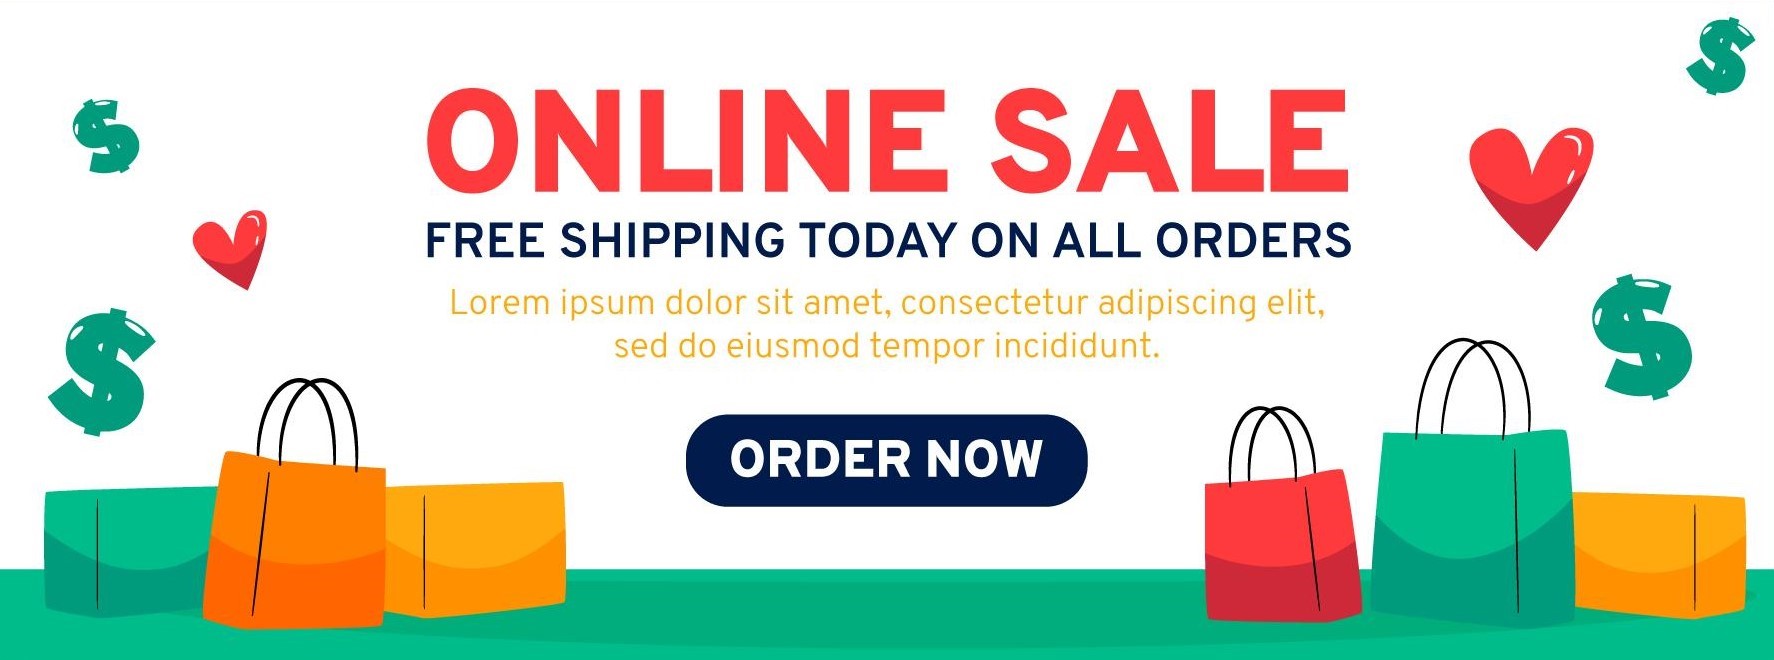 ONLINE SALE
FREE SHIPPING TODAY ON ALL ORDERS
Lorem ipsum dolor sit amet, consectetur adipiscing elit,
sed do eiusmod tempor incididunt.
ORDER NOW